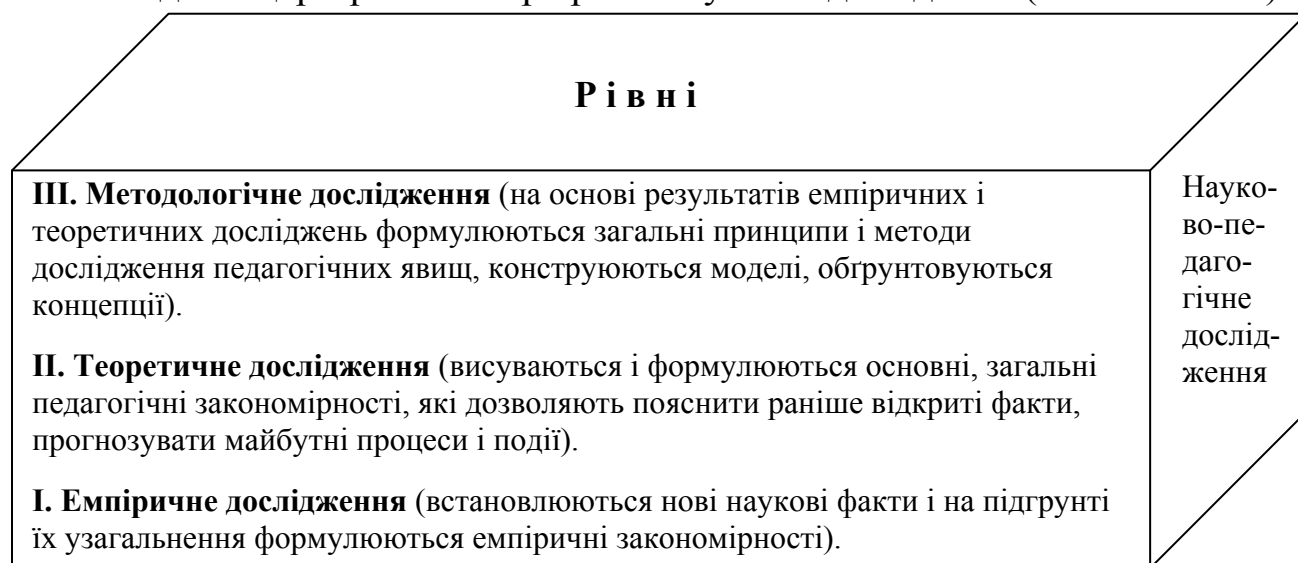 Р і в н і
ІІІ. Методологічне дослідження (на основі результатів емпіричних і
теоретичних досліджень формулюються загальні принципи і методи
дослідження педагогічних явищ, конструюються моделі, обґрунтовуються
концепції).
ІІ. Теоретичне дослідження (висуваються і формулюються основні, загальні
педагогічні закономірності, які дозволяють пояснити раніше відкриті факти,
прогнозувати майбутні процеси і події).
І. Емпіричне дослідження (встановлюються нові наукові факти і на підгрунті
їх узагальнення формулюються емпіричні закономірності).
Науко-
во-пе-
даго-
гічне
дослід-
ження